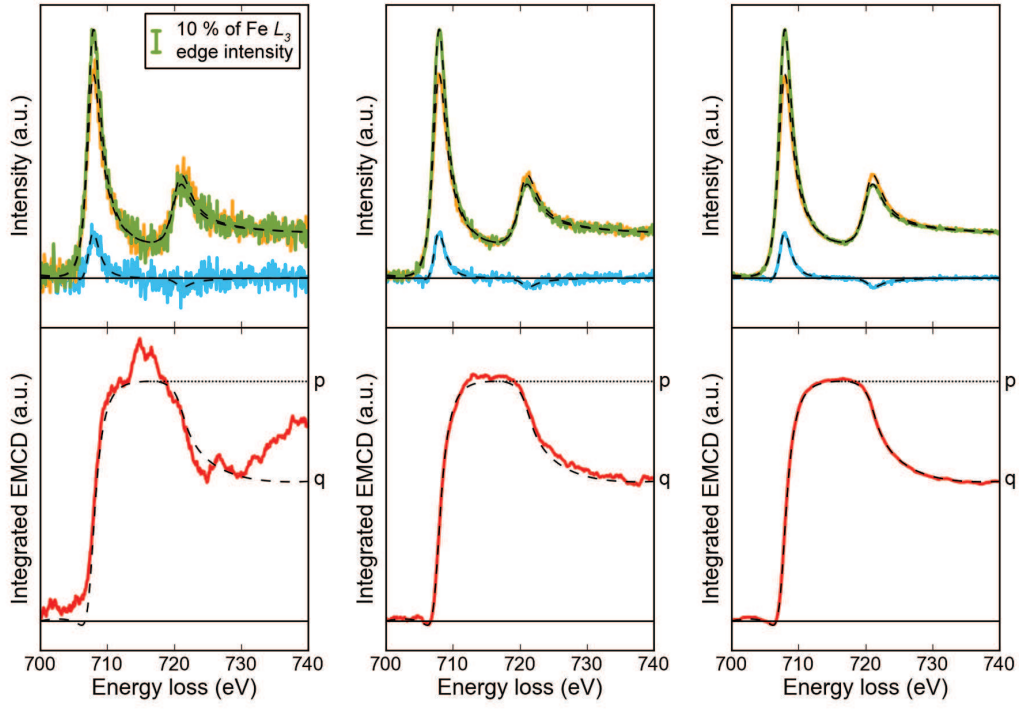 10 % of Fe L3
edge intensity
Intensity (a.u.)
Intensity (a.u.)
Intensity (a.u.)
Integrated EMCD (a.u.)
p
q
Integrated EMCD (a.u.)
p
q
Integrated EMCD (a.u.)
p
q
700 710 720 730 740
700 710 720 730 740
700 710 720 730 740
Energy loss (eV)
Energy loss (eV)
Energy loss (eV)